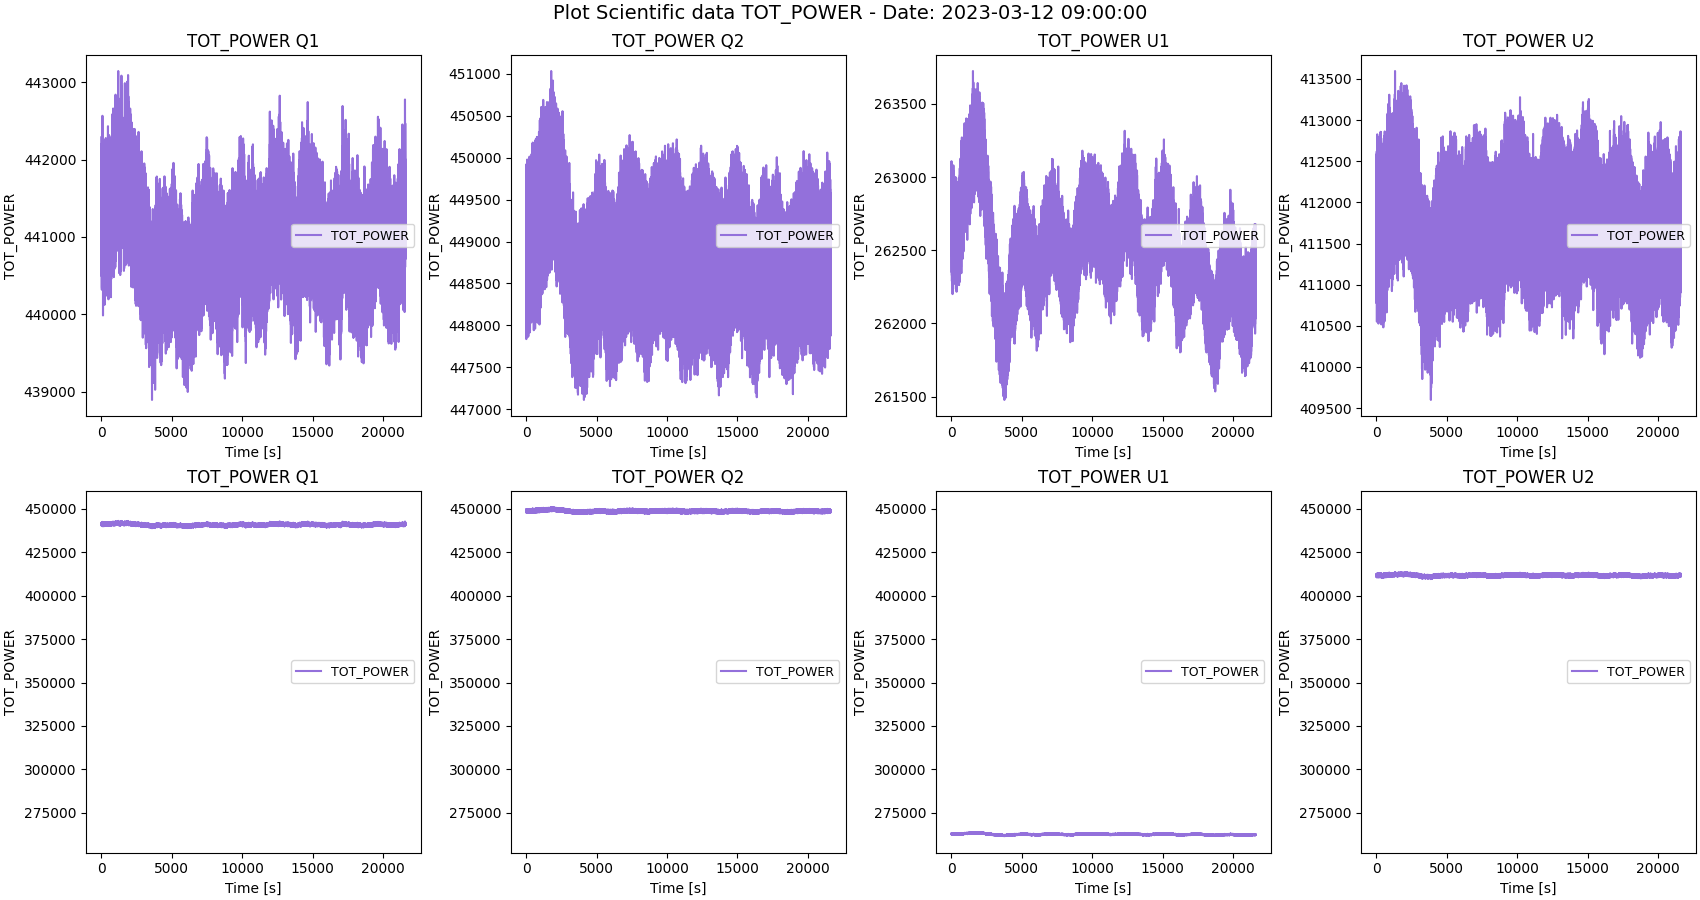 Plot Scientific data TOT_POWER - Date: 2023-03-12 09:00:00
TOT_POWER Q1
443000
442000
441000
440000
439000
TOT_POWER
TOT_POWER
0 5000 10000 15000 20000
Time [s]
TOT_POWER Q2
451000
450500
450000
449500
449000
448500
448000
447500
447000
TOT_POWER
TOT_POWER
0 5000 10000 15000 20000
Time [s]
TOT_POWER U1
263500
263000
262500
262000
261500
TOT_POWER
TOT_POWER
0 5000 10000 15000 20000
Time [s]
TOT_POWER U2
413500
413000
412500
412000
411500
411000
410500
410000
409500
TOT_POWER
TOT_POWER
0 5000 10000 15000 20000
Time [s]
TOT_POWER Q1
450000
425000
400000
375000
350000
325000
300000
275000
TOT_POWER
TOT_POWER
0 5000 10000 15000 20000
Time [s]
TOT_POWER Q2
450000
425000
400000
375000
350000
325000
300000
275000
TOT_POWER
TOT_POWER
0 5000 10000 15000 20000
Time [s]
TOT_POWER U1
450000
425000
400000
375000
350000
325000
300000
275000
TOT_POWER
TOT_POWER
0 5000 10000 15000 20000
Time [s]
TOT_POWER U2
450000
425000
400000
375000
350000
325000
300000
275000
TOT_POWER
TOT_POWER
0 5000 10000 15000 20000
Time [s]